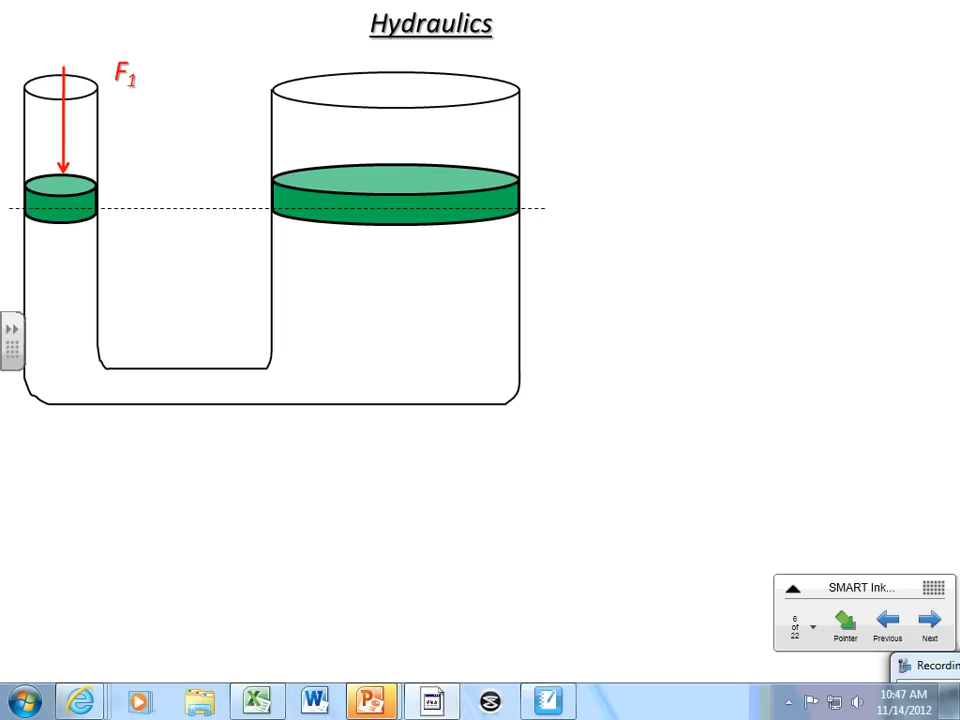 Hydraulics
F1
SMART Ink...
6
of
22
Pointer
Previous
Next
Recordin
10:47 AM
11/14/2012